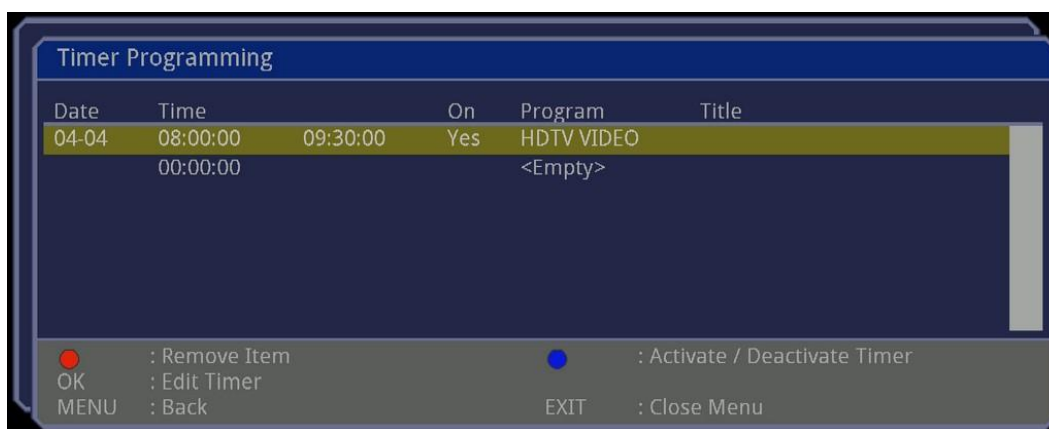 Timer Programming
Date Time On Program Title
04-04 08:00:00 09:30:00 Yes HDTV VIDEO
00:00:00 <Empty>
: Remove Item : Activate / Deactivate Timer
OK : Edit Timer
MENU : Back EXIT : Close Menu